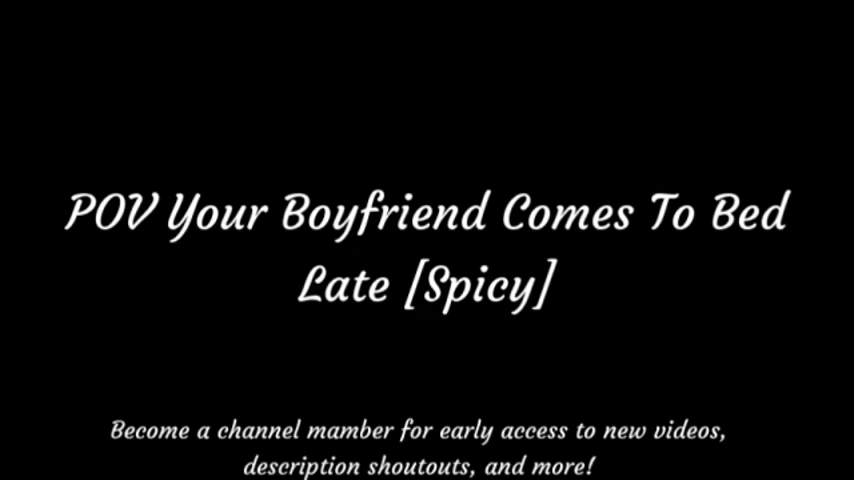 POV Your Boyfriend Comes To Bed
Late [Spicy]
Become a channel mamber for early access to new videos,
description shoutouts, and more!